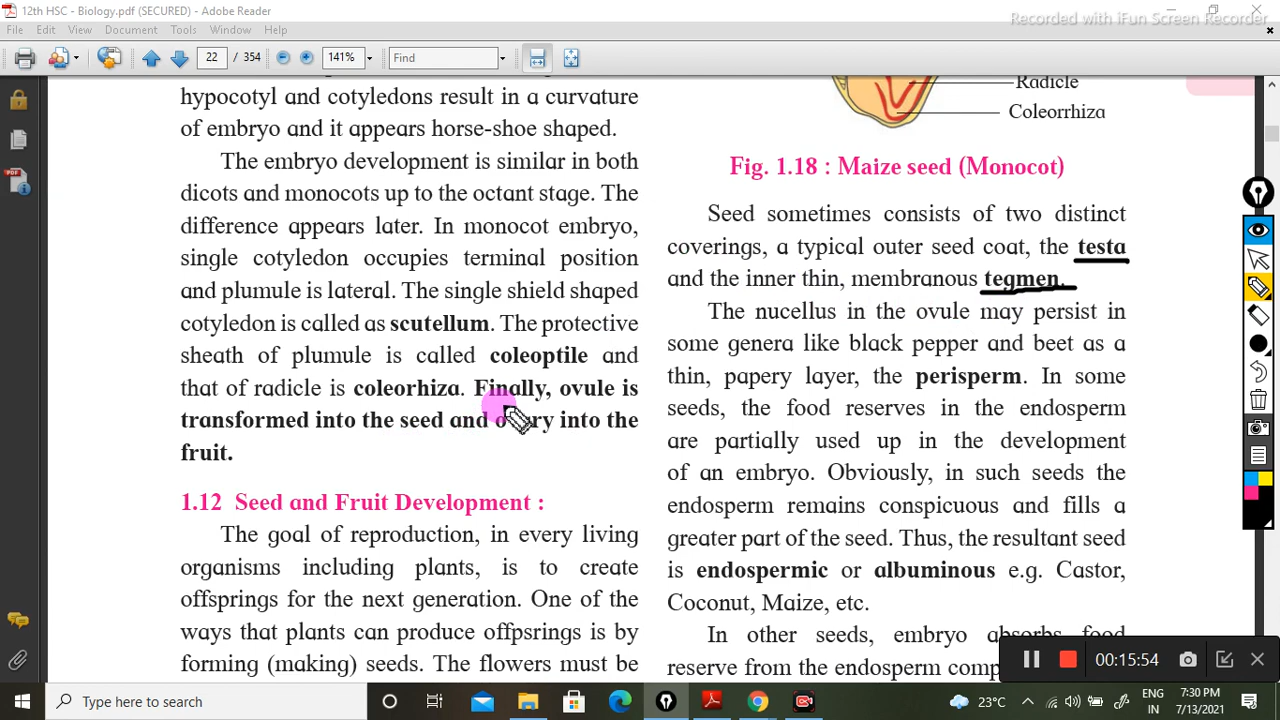 12th HSC - Biology.pdf (SECURED) - Adobe Reader
Recorded with iFun Screen Recorder
File Edit View Document Tools Window Help
22 / 354 141% Find
hypocotyl and cotyledons result in a curvature
of embryo and it appears horse-shoe shaped.
The embryo development is similar in both
dicots and monocots up to the octant stage. The
difference appears later. In monocot embryo,
single cotyledon occupies terminal position
and plumule is lateral. The single shield shaped
cotyledon is called as scutellum. The protective
sheath of plumule is called coleoptile and
that of radicle is coleorhiza. Finally, ovule is
transformed into the seed and ovary into the
fruit.
1.12 Seed and Fruit Development :
The goal of reproduction, in every living
organisms including plants, is to create
offsprings for the next generation. One of the
ways that plants can produce offpsrings is by
forming (making) seeds. The flowers must be
Radicle
Coleorrhiza
Fig. 1.18 : Maize seed (Monocot)
Seed sometimes consists of two distinct
coverings, a typical outer seed coat, the testa
and the inner thin, membranous tegmen.
The nucellus in the ovule may persist in
some genera like black pepper and beet as a
thin, papery layer, the perisperm. In some
seeds, the food reserves in the endosperm
are partially used up in the development
of an embryo. Obviously, in such seeds the
endosperm remains conspicuous and fills a
greater part of the seed. Thus, the resultant seed
is endospermic or albuminous e.g. Castor,
Coconut, Maize, etc.
In other seeds, embryo absorbs food
reserve from the endosperm
00:15:54
Type here to search
23°C
ENG
IN
7:30 PM
7/13/2021